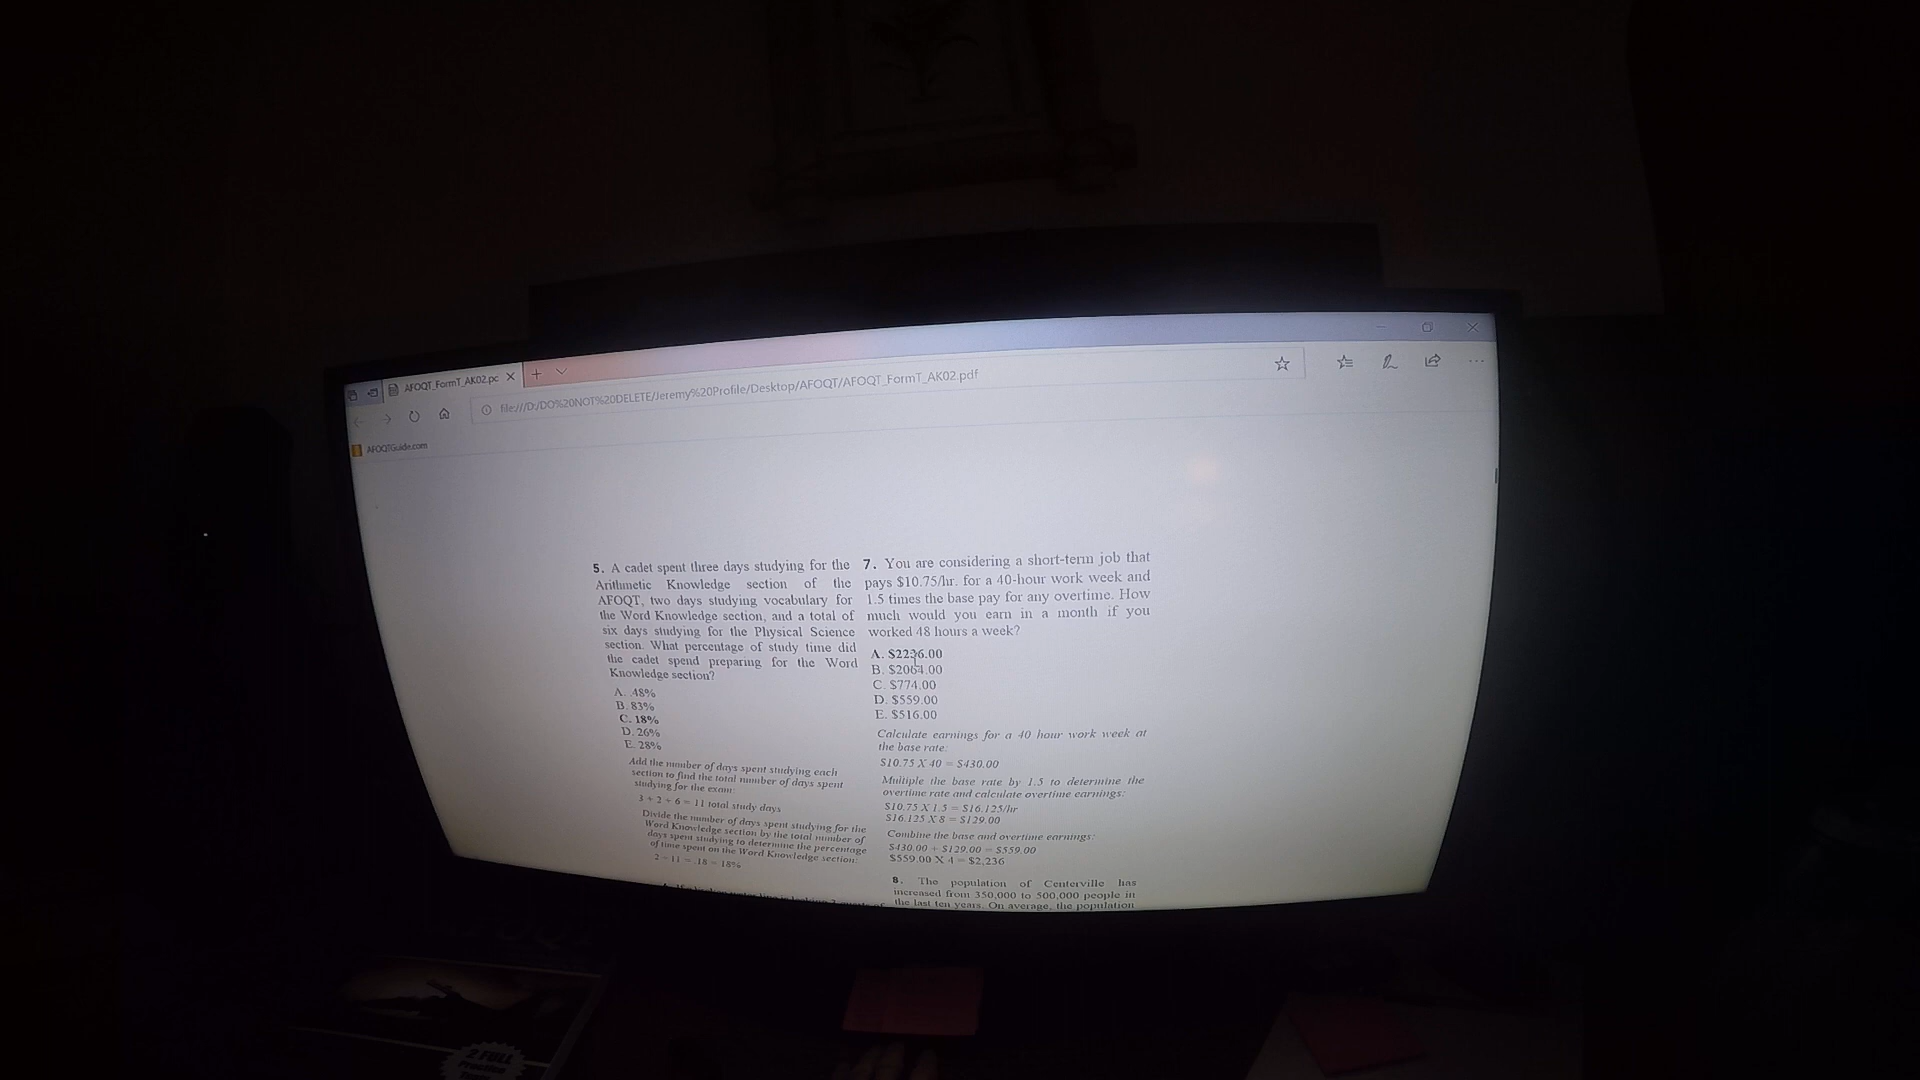 AFOQT_FormT_AK02.pc
file:///D:/DO%20NOT%20DELETE/Jeremy%20Profile/Desktop/AFOQT/AFOQT_FormT_AK02.pdf
AFOQTGuide.com
5. A cadet spent three days studying for the
Arithmetic Knowledge section of the
AFOQT, two days studying vocabulary for
the Word Knowledge section, and a total of
six days studying for the Physical Science
section. What percentage of study time did
the cadet spend preparing for the Word
Knowledge section?
A. 48%
B. 83%
C. 18%
D. 26%
E. 28%
Add the number of days spent studying each
section to find the total number of days spent
studying for the exam:
3 + 2 + 6 = 11 total study days
Divide the number of days spent studying for the
Word Knowledge section by the total number of
days spent studying to determine the percentage
of time spent on the Word Knowledge section:
2 ÷ 11 = .18 = 18%
7. You are considering a short-term job that
pays $10.75/hr. for a 40-hour work week and
1.5 times the base pay for any overtime. How
much would you earn in a month if you
worked 48 hours a week?
A. $2236.00
B. $2064.00
C. $774.00
D. $559.00
E. $516.00
Calculate earnings for a 40 hour work week at
the base rate:
$10.75 X 40 = $430.00
Multiple the base rate by 1.5 to determine the
overtime rate and calculate overtime earnings:
$10.75 X 1.5 = $16.125/hr
$16.125 X 8 = $129.00
Combine the base and overtime earnings:
$430.00 + $129.00 = $559.00
$559.00 X 4 = $2,236
8. The population of Centerville has
increased from 350,000 to 500,000 people in
the last ten years. On average, the population
2 FULL
Practice